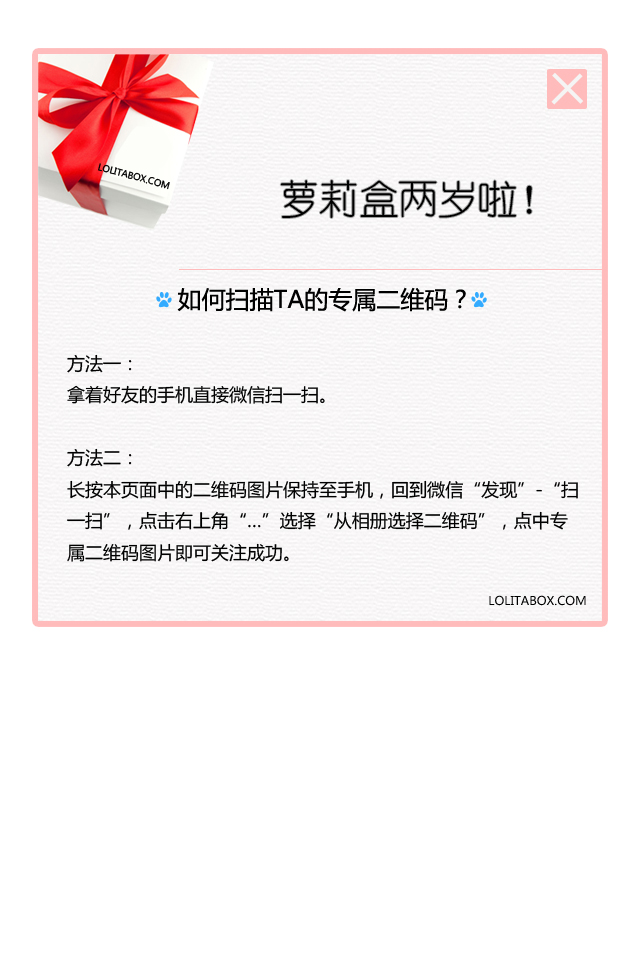 LOLITABOX.COM
萝莉盒两岁啦！
如何扫描TA的专属二维码？
方法一：
拿着好友的手机直接微信扫一扫。
方法二：
长按本页面中的二维码图片保持至手机，回到微信“发现”-“扫
一扫”，点击右上角“...”选择“从相册选择二维码”，点中专
属二维码图片即可关注成功。
LOLITABOX.COM